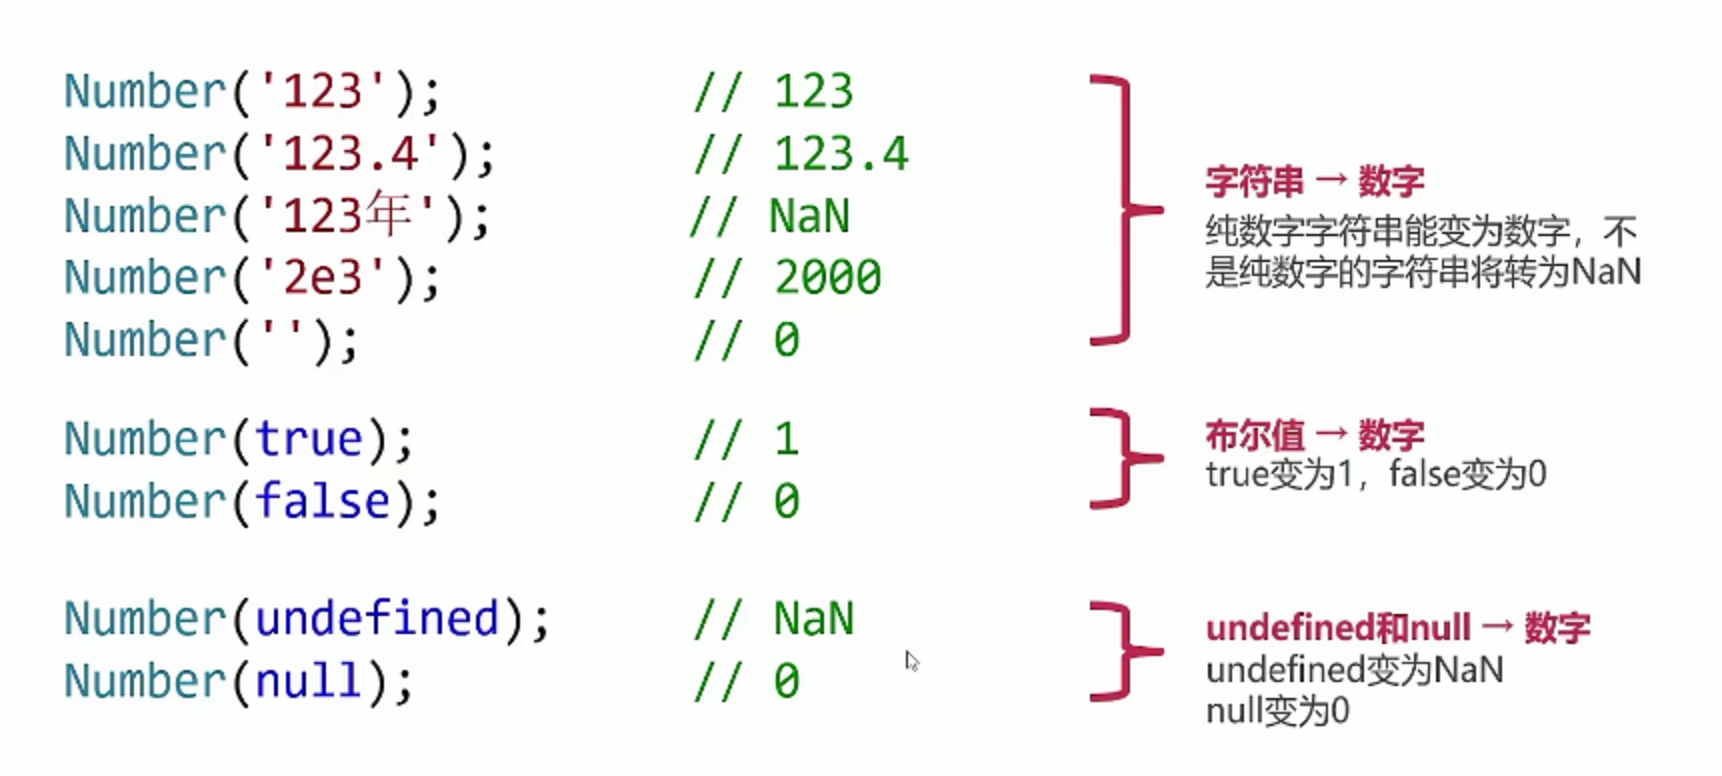 Number('123'); // 123
Number('123.4'); // 123.4
Number('123年'); // NaN
Number('2e3'); // 2000
Number(''); // 0
字符串 → 数字
纯数字字符串能变为数字，不
是纯数字的字符串将转为NaN
Number(true); // 1
Number(false); // 0
布尔值 → 数字
true变为1，false变为0
Number(undefined); // NaN
Number(null); // 0
undefined和null → 数字
undefined变为NaN
null变为0